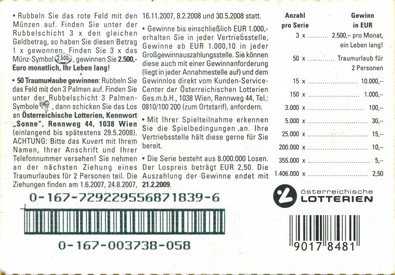 • Rubbeln Sie das rote Feld mit den
Münzen auf. Finden Sie unter der
Rubbelschicht 3 x den gleichen
Geldbetrag, so haben Sie diesen Betrag
1 x gewonnen. Finden Sie 3 x das
Münz-Symbol, gewinnen Sie 2.500,-
Euro monatlich, Ihr Leben lang!
• 50 Traumurlaube gewinnen: Rubbeln Sie
das Feld mit den 3 Palmen auf. Finden Sie
unter der Rubbelschicht 3 Palmen-
Symbole, dann schicken Sie das Los
an Österreichische Lotterien, Kennwort
„Sonne", Rennweg 44, 1038 Wien
(einlangend bis spätestens 29.5.2008).
ACHTUNG: Bitte das Kuvert mit Ihrem
Namen, Ihrer Anschrift und Ihrer
Telefonnummer versehen! Sie nehmen
an der nächsten Ziehung eines
Traumurlaubes für 2 Personen teil. Die
Ziehungen finden am 1.6.2007, 24.8.2007,
16.11.2007, 8.2.2008 und 30.5.2008 statt.
• Gewinne bis einschließlich EUR 1.000,-
erhalten Sie in jeder Vertriebsstelle,
Gewinne ab EUR 1.000,10 in jeder
Großgewinnauszahlungsstelle. Sie können
diese auch mit einer Gewinnanforderung
(liegt in jeder Annahmestelle auf) und des
Gewinnloses direkt vom Kunden-Service-
Center der Österreichischen Lotterien
Ges.m.b.H., 1038 Wien, Rennweg 44, Tel.:
0810/100 200 (zum Ortstarif), anfordern.
• Mit Ihrer Spielteilnahme erkennen
Sie die Spielbedingungen an. Ihre
Vertriebsstelle hält diese gerne für Sie
bereit.
• Die Serie besteht aus 8.000.000 Losen.
Der Lospreis beträgt EUR 2,50. Die
Auszahlung der Gewinne endet mit
21.2.2009.
Anzahl pro Serie Gewinn in EUR
3 x 2.500,– pro Monat,
ein Leben lang!
50 x Traumurlaub für
2 Personen
15 x 10.000,–
150 x 1.000,–
3.000 x 100,–
5.000 x 50,–
25.000 x 20,–
90.000 x 15,–
200.000 x 10,–
355.000 x 5,–
1.406.000 x 2,50
österreichische
LOTTERIEN
0-167-729229556871839-6
0-167-003738-058
9017 8481